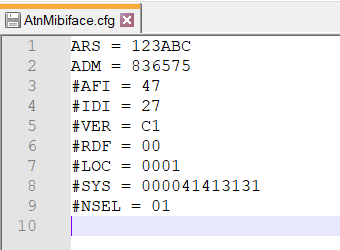 AtnMibiface.cfg
1 ARS = 123ABC
2 ADM = 836575
3 #AFI = 47
4 #IDI = 27
5 #VER = C1
6 #RDF = 00
7 #LOC = 0001
8 #SYS = 000041413131
9 #NSEL = 01
10